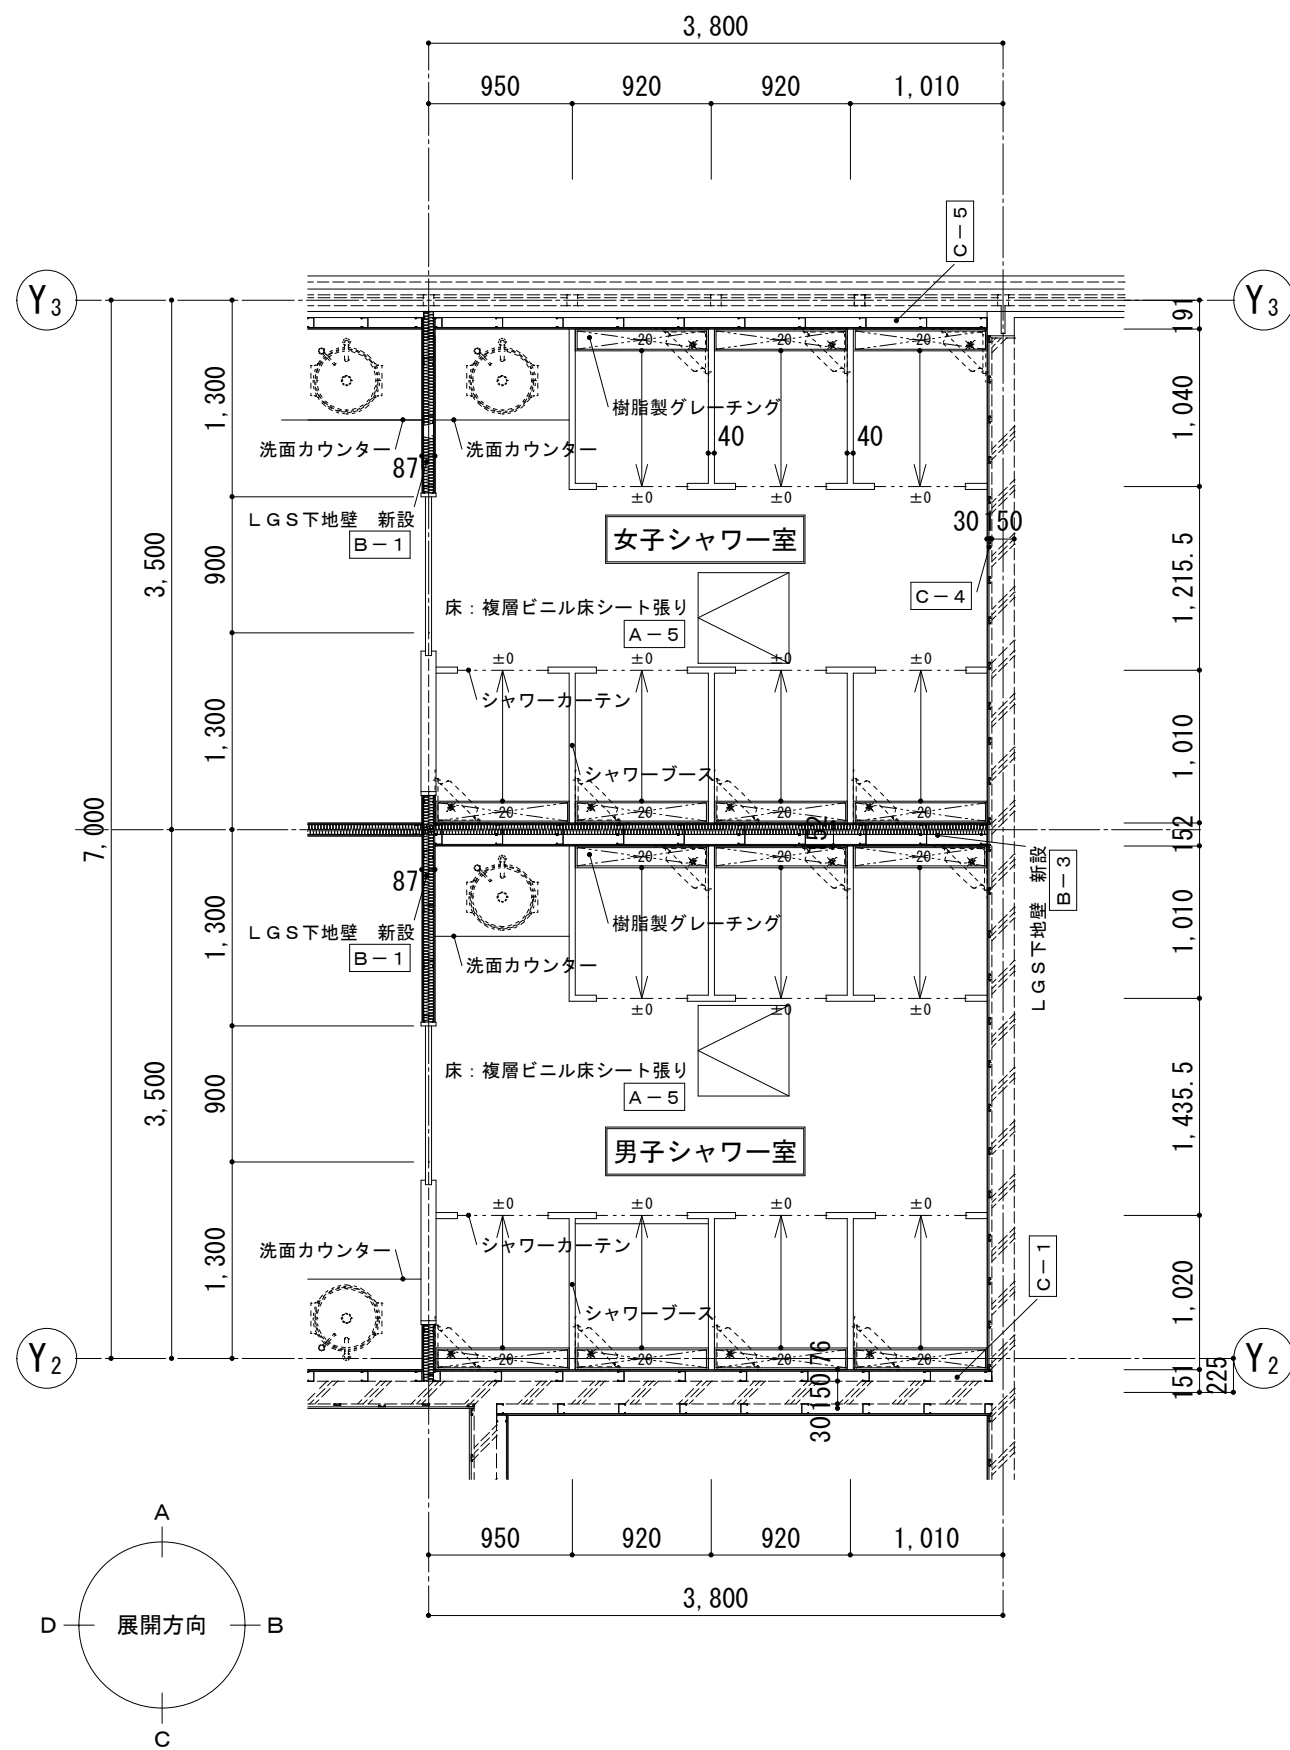 3,800
950
920
920
1,010
C－5
Y3
Y3
191
－20
－20
－20
1,300
1,040
樹脂製グレーチング
洗面カウンター
洗面カウンター
40
40
87
±0
±0
±0
LGS下地壁　新設
B－1
女子シャワー室
30
150
3,500
900
1,215.5
C－4
床：複層ビニル床シート張り
A－5
±0
±0
±0
±0
シャワーカーテン
1,300
1,010
シャワーブース
7,000
－20
－20
－20
－20
52
152
－20
－20
－20
LGS下地壁　新設
B－3
87
1,300
1,010
樹脂製グレーチング
LGS下地壁　新設
B－1
洗面カウンター
±0
±0
±0
床：複層ビニル床シート張り
A－5
3,500
900
1,435.5
男子シャワー室
±0
±0
±0
±0
シャワーカーテン
洗面カウンター
1,300
C－1
1,020
シャワーブース
Y2
Y2
－20
－20
－20
－20
76
150
30
151
225
950
920
920
1,010
3,800
A
D
展開方向
B
C